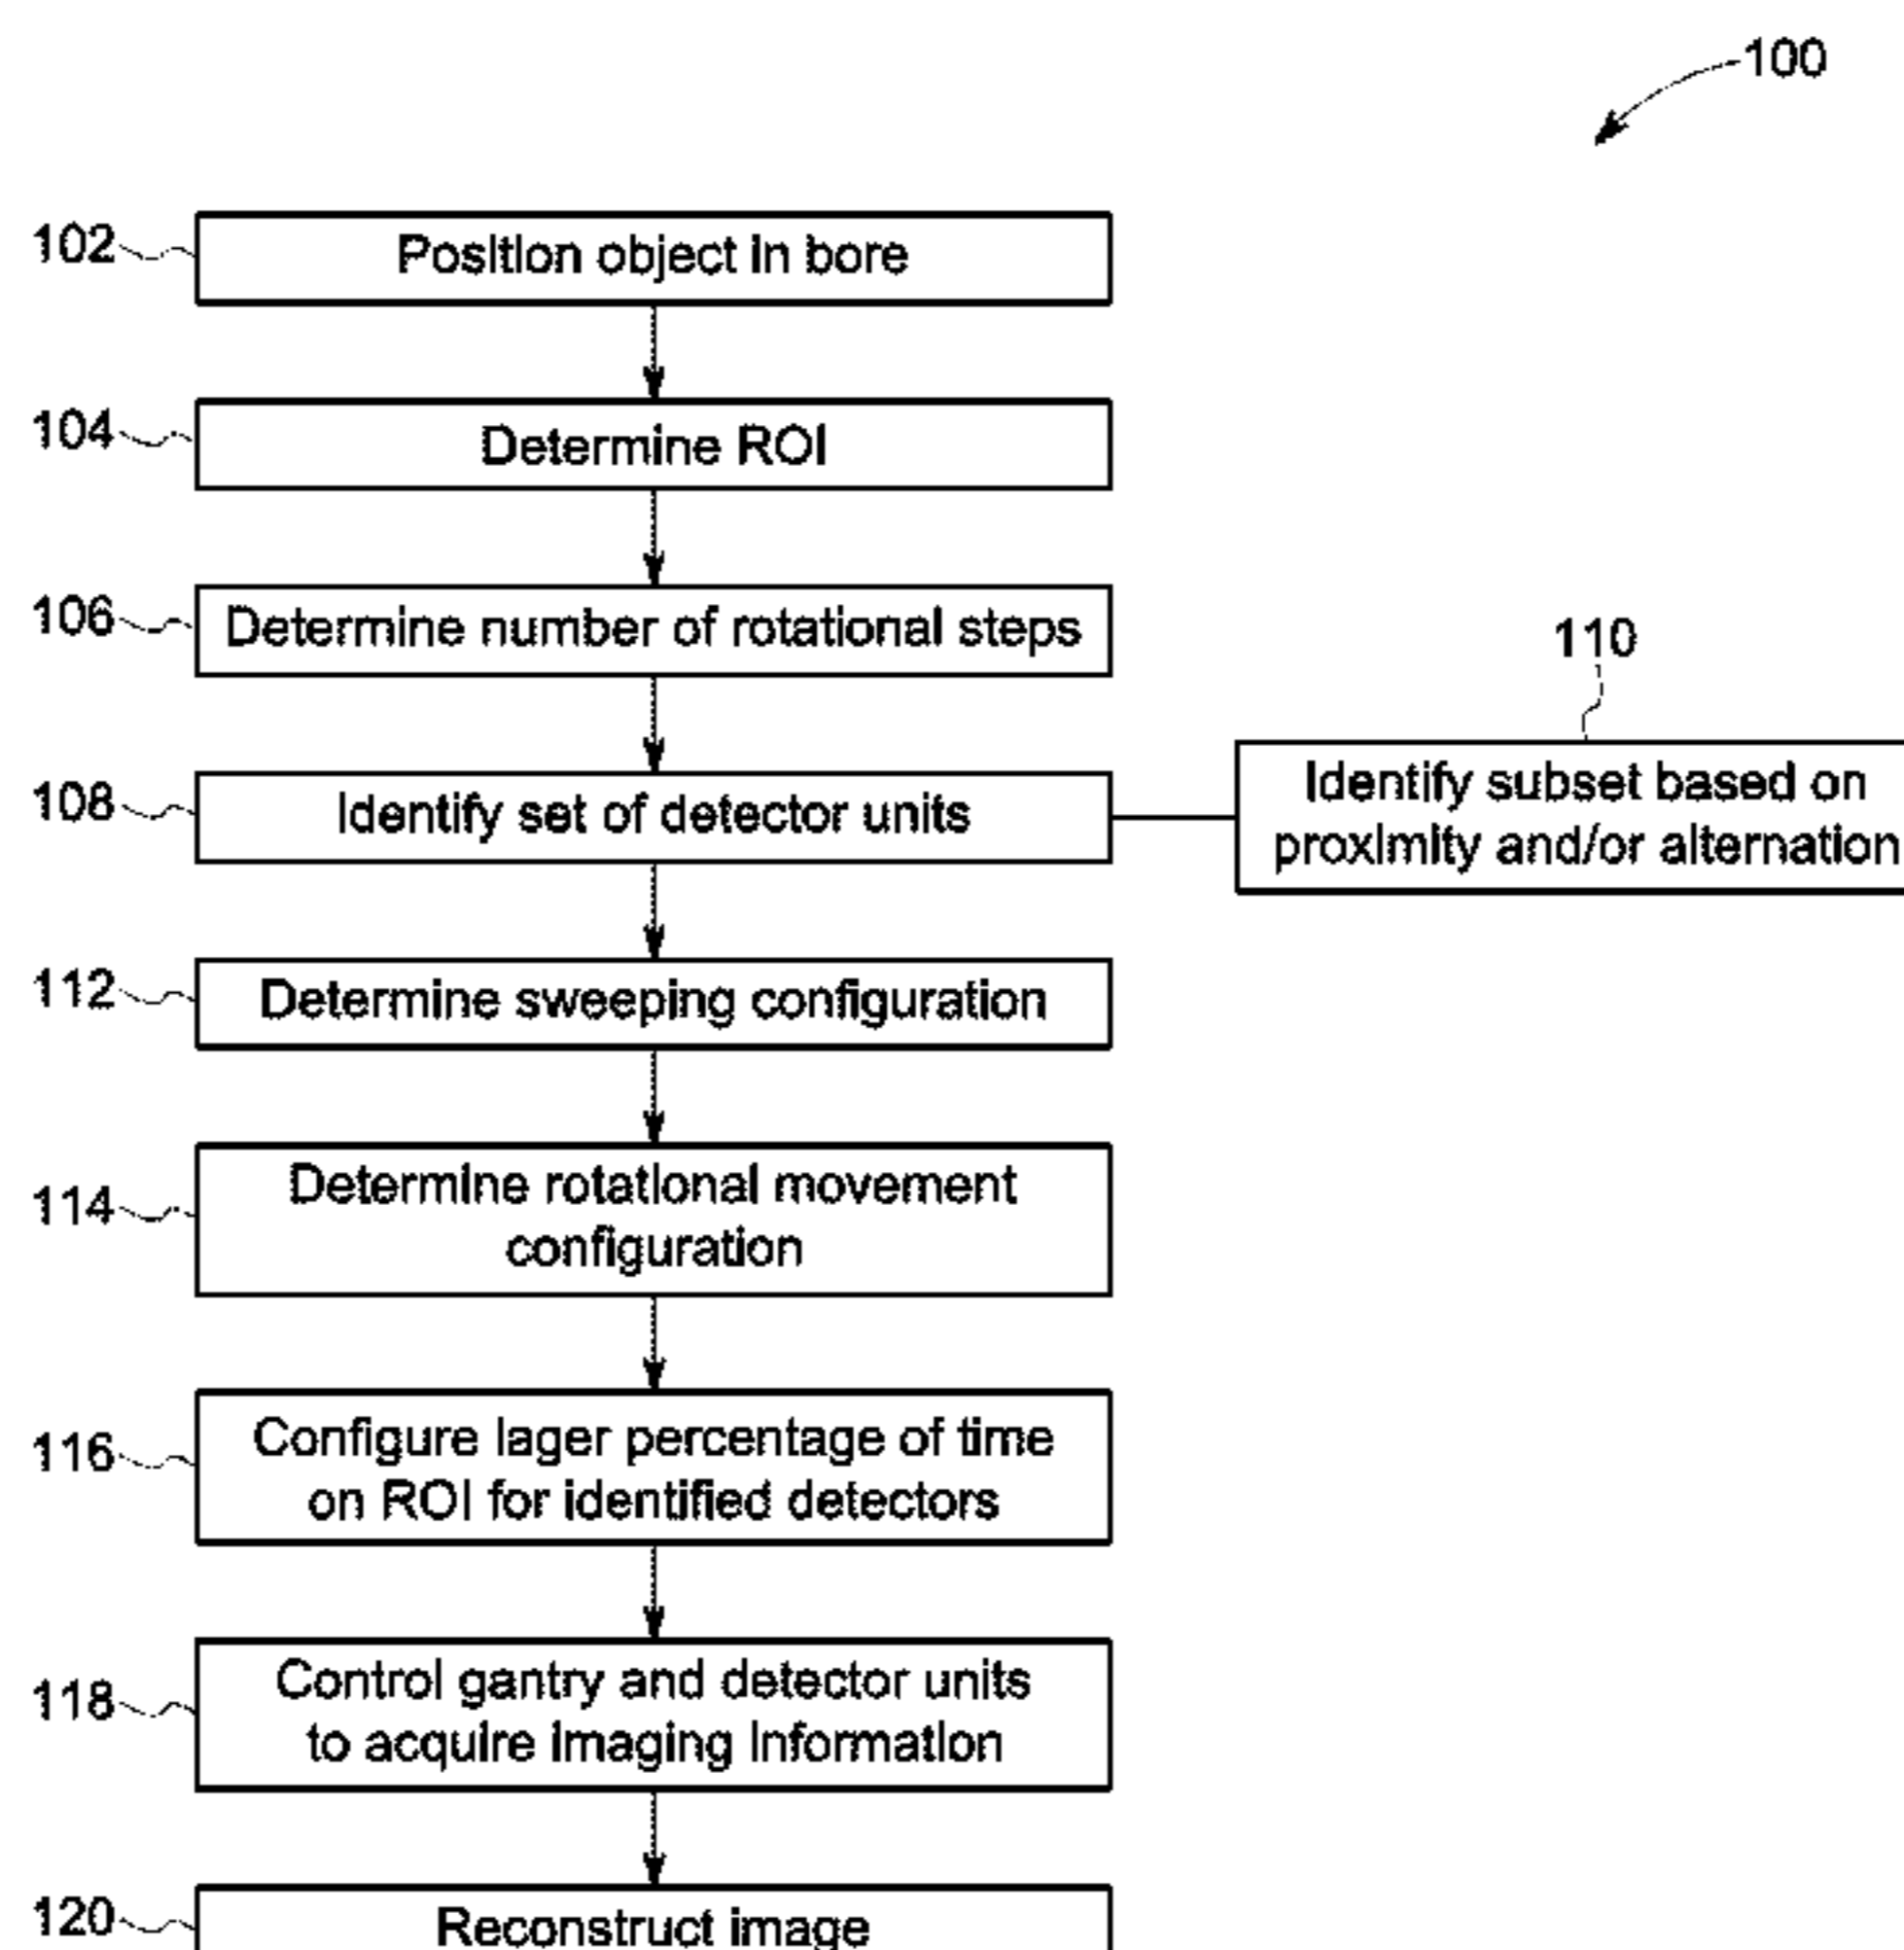 100
102
Position object in bore
104
Determine ROI
106
Determine number of rotational steps
110
108
Identify set of detector units
Identify subset based on
proximity and/or alternation
112
Determine sweeping configuration
114
Determine rotational movement
configuration
116
Configure lager percentage of time
on ROI for identified detectors
118
Control gantry and detector units
to acquire imaging information
120
Reconstruct image